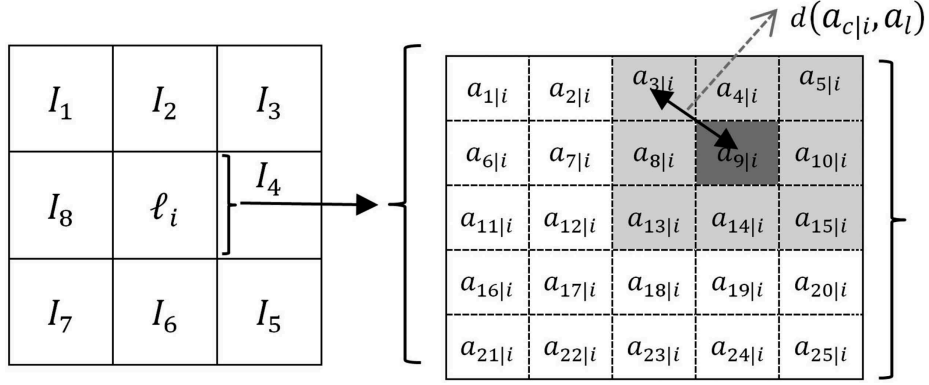 d(a_{c|i}, a_l)
I_1 I_2 I_3
I_8 ℓ_i I_4
I_7 I_6 I_5
a_{1|i} a_{2|i} a_{3|i} a_{4|i} a_{5|i}
a_{6|i} a_{7|i} a_{8|i} a_{9|i} a_{10|i}
a_{11|i} a_{12|i} a_{13|i} a_{14|i} a_{15|i}
a_{16|i} a_{17|i} a_{18|i} a_{19|i} a_{20|i}
a_{21|i} a_{22|i} a_{23|i} a_{24|i} a_{25|i}